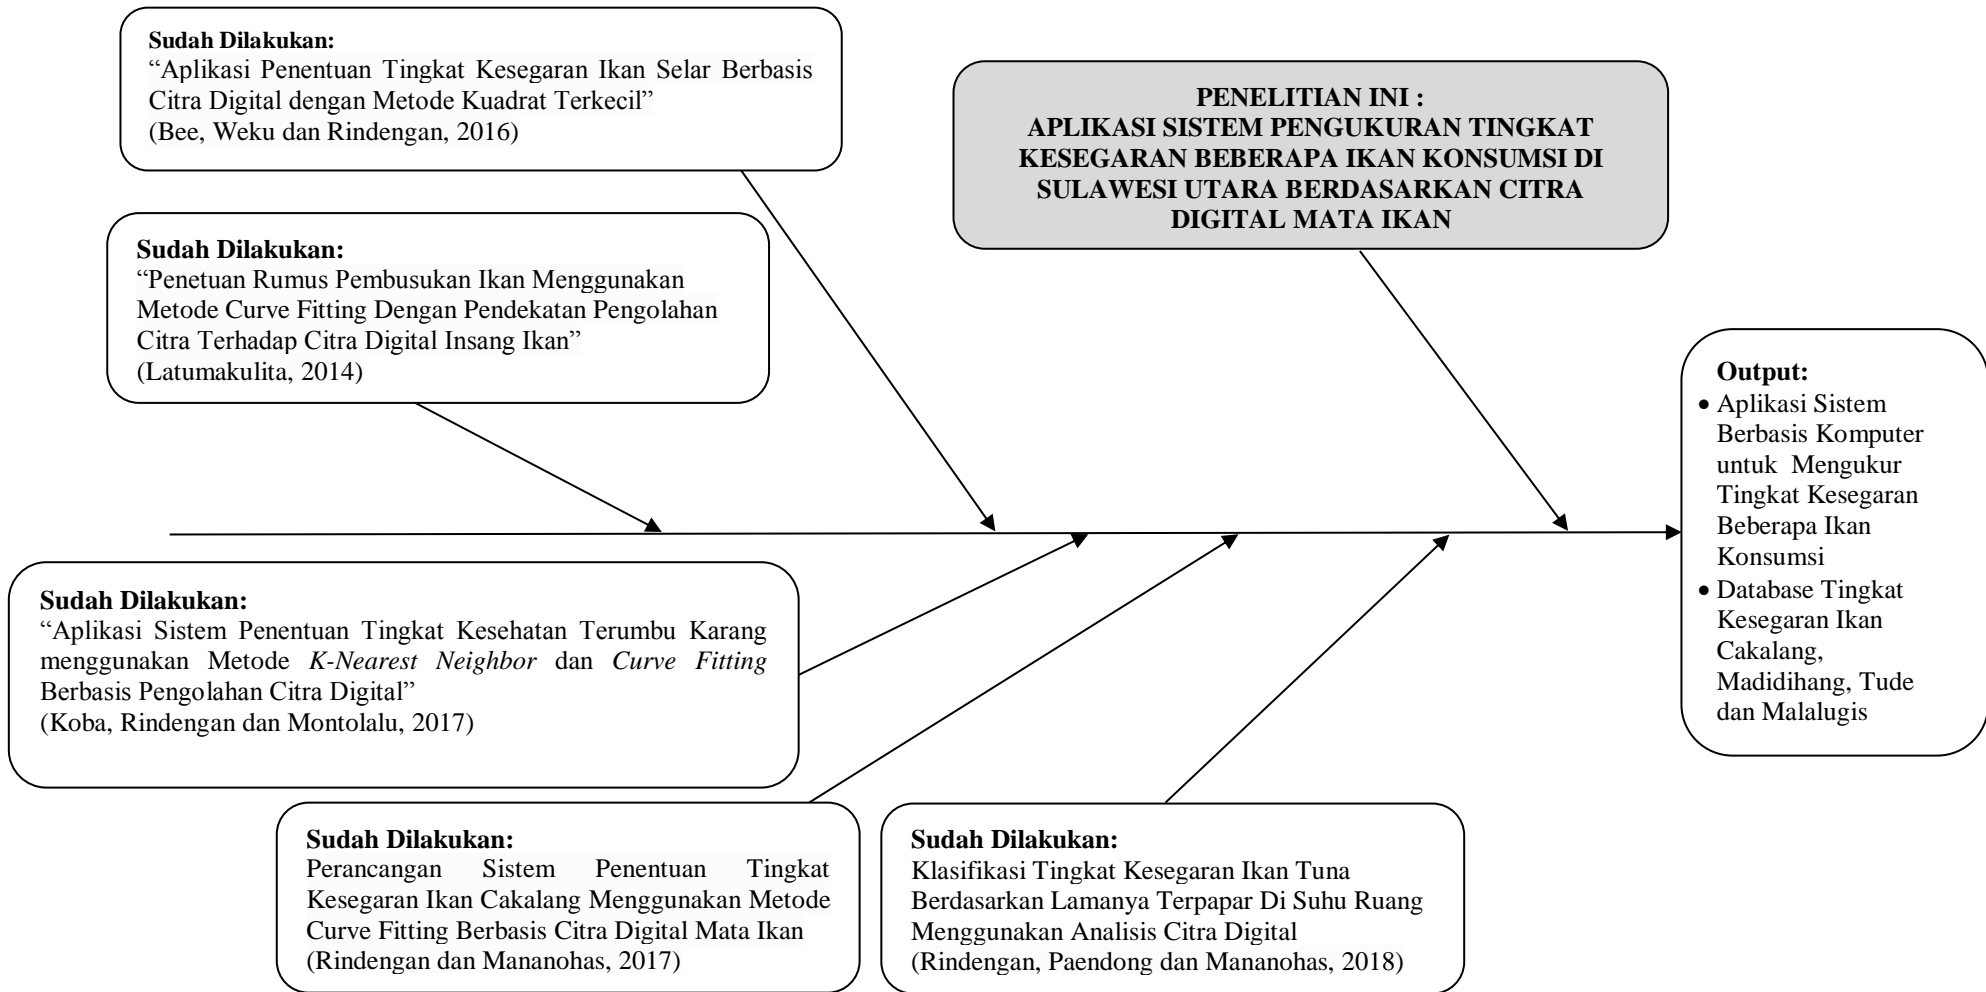 Sudah Dilakukan:
“Aplikasi Penentuan Tingkat Kesegaran Ikan Selar Berbasis
Citra Digital dengan Metode Kuadrat Terkecil”
(Bee, Weku dan Rindengan, 2016)
PENELITIAN INI :
APLIKASI SISTEM PENGUKURAN TINGKAT
KESEGARAN BEBERAPA IKAN KONSUMSI DI
SULAWESI UTARA BERDASARKAN CITRA
DIGITAL MATA IKAN
Sudah Dilakukan:
“Penetuan Rumus Pembusukan Ikan Menggunakan
Metode Curve Fitting Dengan Pendekatan Pengolahan
Citra Terhadap Citra Digital Insang Ikan”
(Latumakulita, 2014)
Output:
• Aplikasi Sistem
Berbasis Komputer
untuk Mengukur
Tingkat Kesegaran
Beberapa Ikan
Konsumsi
• Database Tingkat
Kesegaran Ikan
Cakalang,
Madidihang, Tude
dan Malalugis
Sudah Dilakukan:
“Aplikasi Sistem Penentuan Tingkat Kesehatan Terumbu Karang
menggunakan Metode K-Nearest Neighbor dan Curve Fitting
Berbasis Pengolahan Citra Digital”
(Koba, Rindengan dan Montolalu, 2017)
Sudah Dilakukan:
Perancangan Sistem Penentuan Tingkat
Kesegaran Ikan Cakalang Menggunakan Metode
Curve Fitting Berbasis Citra Digital Mata Ikan
(Rindengan dan Mananohas, 2017)
Sudah Dilakukan:
Klasifikasi Tingkat Kesegaran Ikan Tuna
Berdasarkan Lamanya Terpapar Di Suhu Ruang
Menggunakan Analisis Citra Digital
(Rindengan, Paendong dan Mananohas, 2018)